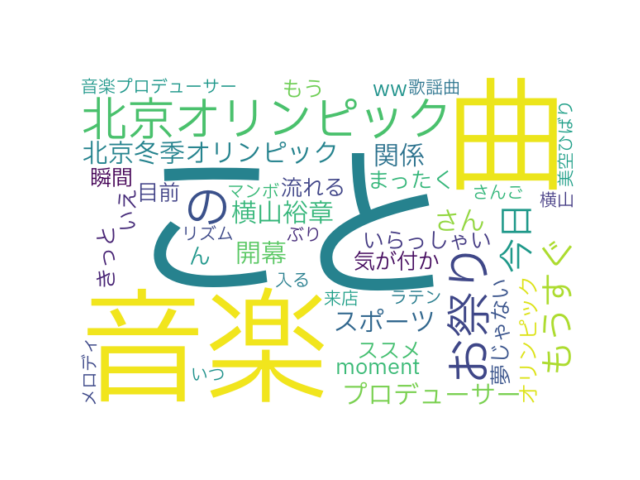 音楽プロデューサー
もう
ww
歌謡曲
北京オリンピック
曲
美空ひばり
北京冬季オリンピック
関係
瞬間
目前
マンボ
流れる
まったく
さんご
横山
いえ
の
こと
横山裕章
さん
今日
きっと
リズム
ん
ぶり
開幕
いらっしゃい
気が付か
お祭り
もうすぐ
入る
来店
ラテン
夢じゃない
オリンピック
音楽
スポーツ
メロディ
いつ
ススメ
moment
プロデューサー